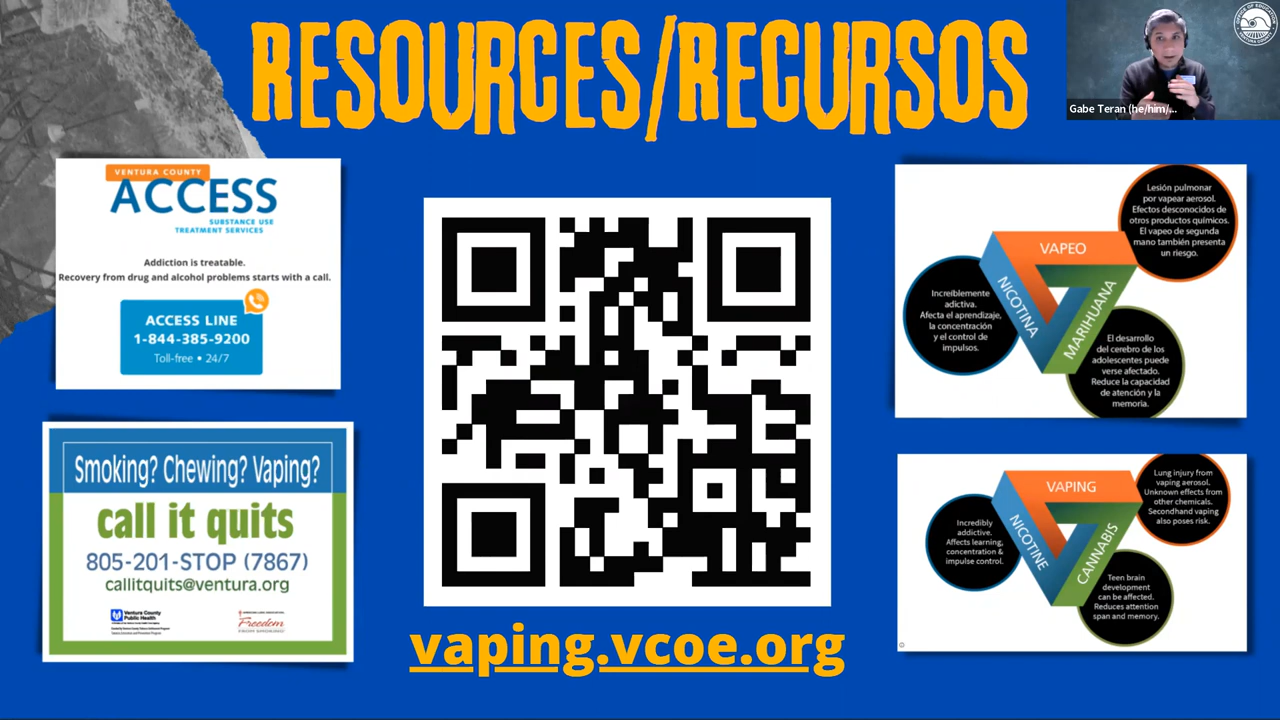 RESOURCES/RECURSOS
Gabe Teran (he/him/...
VENTURA COUNTY
ACCESS
SUBSTANCE USE
TREATMENT SERVICES
Addiction is treatable.
Recovery from drug and alcohol problems starts with a call.
ACCESS LINE
1-844-385-9200
Toll-free • 24/7
Smoking? Chewing? Vaping?
call it quits
805-201-STOP (7867)
callitquits@ventura.org
Ventura County
Public Health
Freedom
FROM SMOKING
vaping.vcoe.org
Lesión pulmonar
por vapear aerosol.
Efectos desconocidos de
otros productos químicos.
El vapeo de segunda
mano también presenta
un riesgo.
VAPEO
NICOTINA
MARIHUANA
Increíblemente
adictiva.
Afecta el aprendizaje,
la concentración
y el control de
impulsos.
El desarrollo
del cerebro de los
adolescentes puede
verse afectado.
Reduce la capacidad
de atención y la
memoria.
Lung injury from
vaping aerosol.
Unknown effects from
other chemicals.
Secondhand vaping
also poses risk.
VAPING
NICOTINE
CANNABIS
Incredibly
addictive.
Affects learning,
concentration &
impulse control.
Teen brain
development
can be affected.
Reduces attention
span and memory.